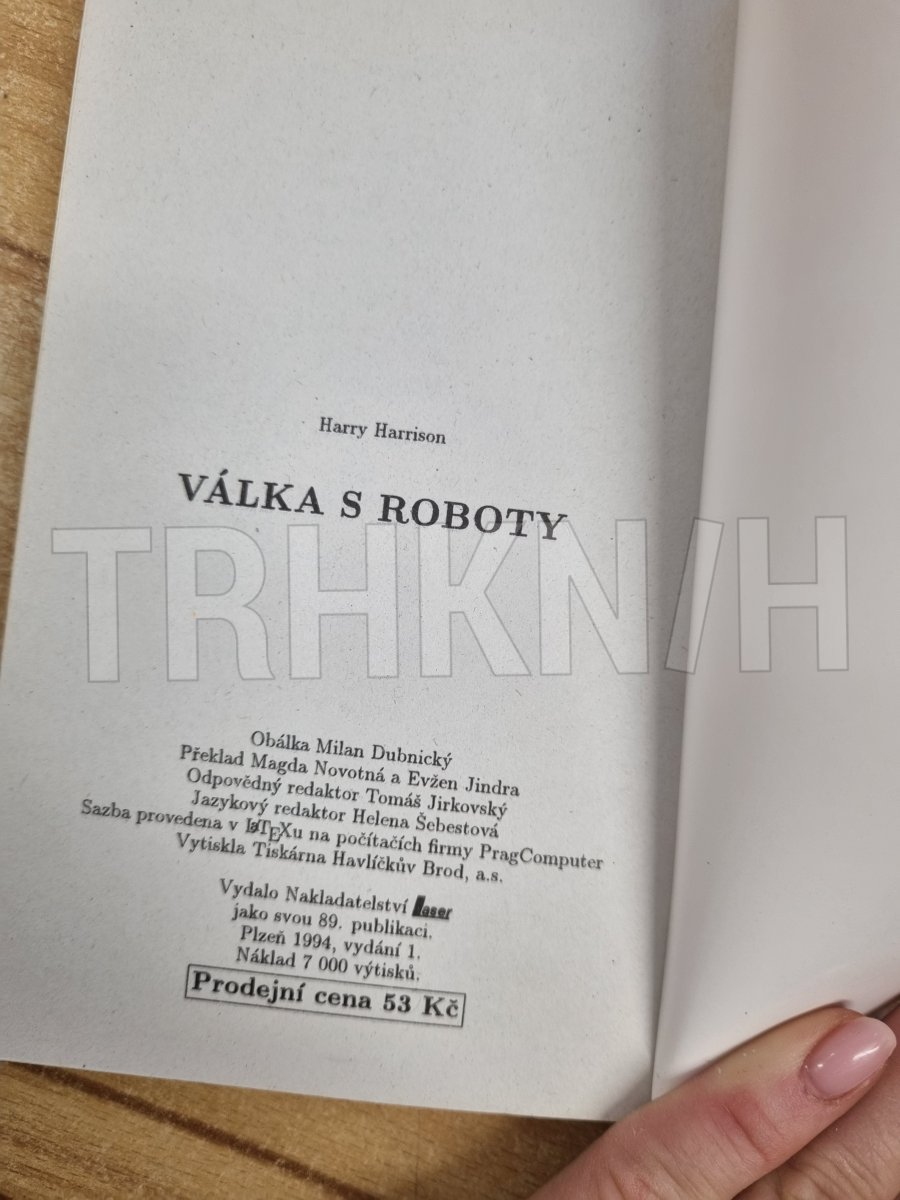 Harry Harrison
VÁLKA S ROBOTY
TRHKNIH
Obálka Milan Dubnický
Překlad Magda Novotná a Evžen Jindra
Odpovědný redaktor Tomáš Jirkovský
Jazykový redaktor Helena Šebestová
Sazba provedena v LATEXu na počítačích firmy PragComputer
Vytiskla Tiskárna Havlíčkův Brod, a.s.
Vydalo Nakladatelství Laser
jako svou 89. publikaci.
Plzeň 1994, vydání 1.
Náklad 7 000 výtisků.
Prodejní cena 53 Kč